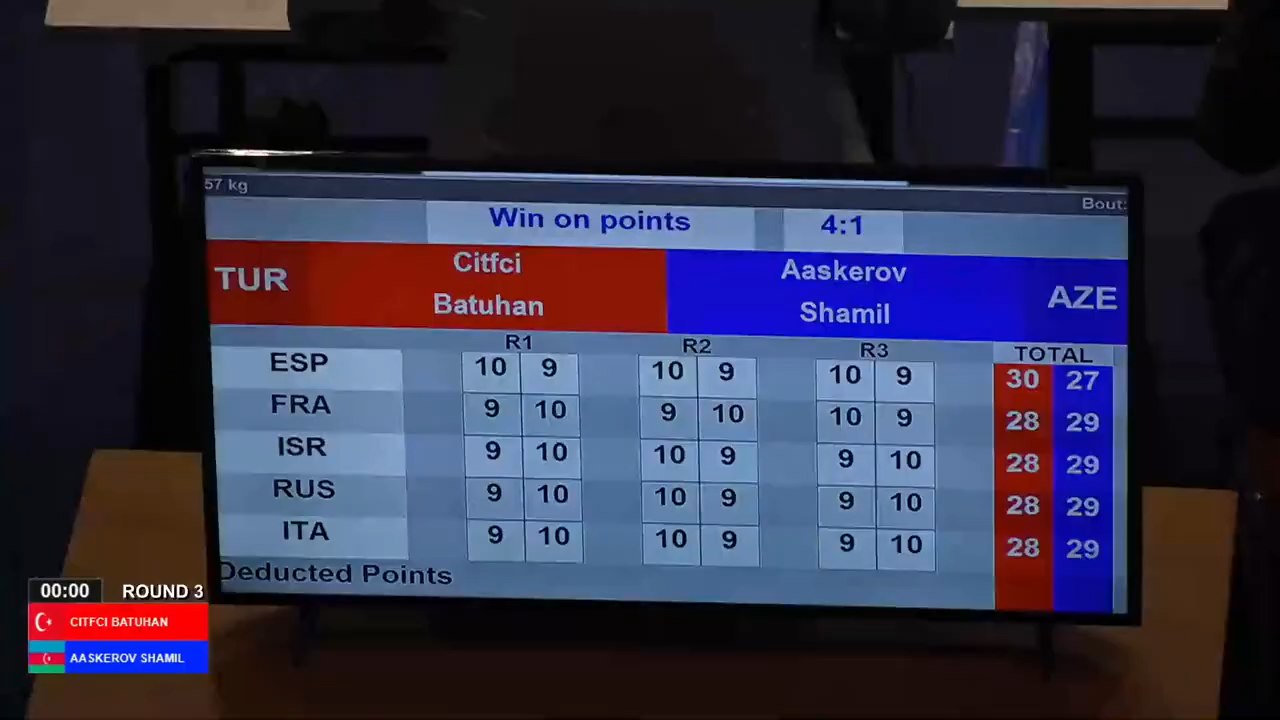 57 kg
Bout:
Win on points 4:1
TUR Citfci Batuhan Aaskerov Shamil AZE
R1 R2 R3 TOTAL
ESP 10 9 10 9 10 9 30 27
FRA 9 10 9 10 10 9 28 29
ISR 9 10 10 9 9 10 28 29
RUS 9 10 10 9 9 10 28 29
ITA 9 10 10 9 9 10 28 29
Deducted Points
00:00 ROUND 3
CITFCI BATUHAN
AASKEROV SHAMIL